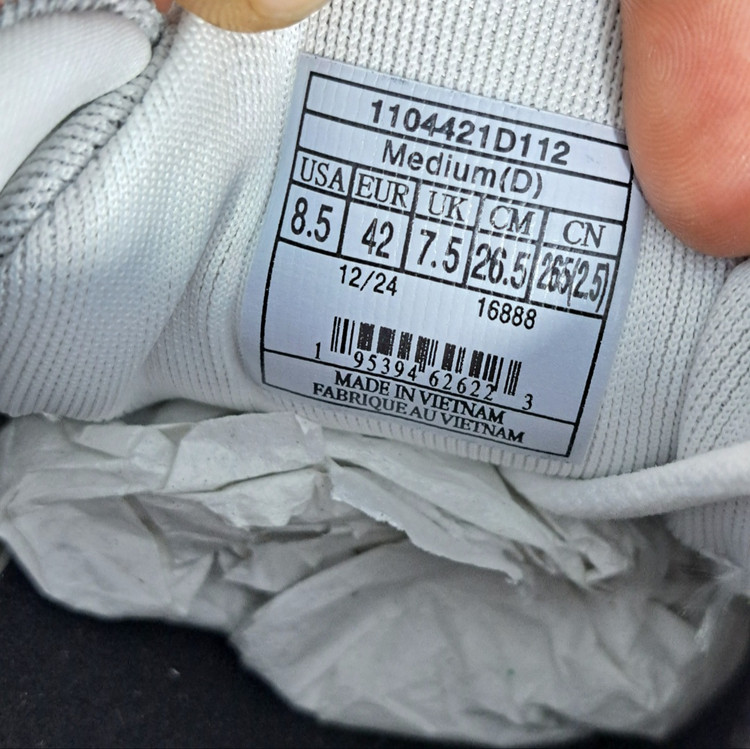 1104421D112
Medium(D)
USA EUR UK CM CN
8.5 42 7.5 26.5 265(2.5)
12/24
16888
1 95394 62622 3
MADE IN VIETNAM
FABRIQUE AU VIETNAM